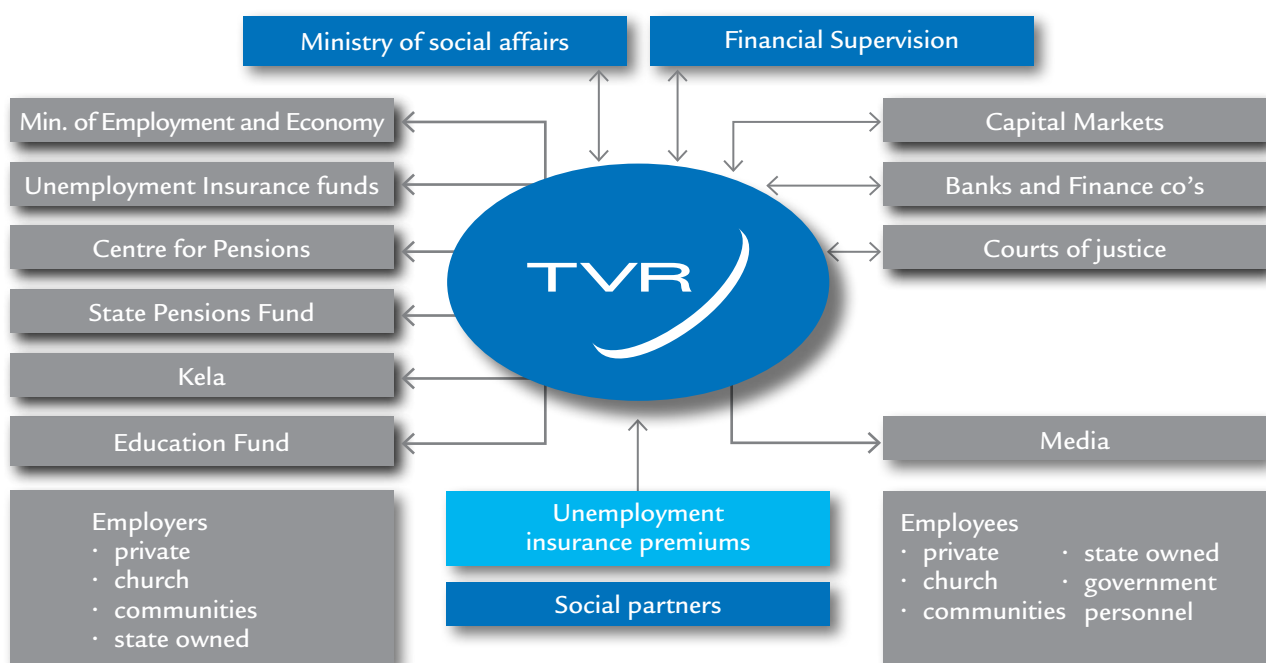 Ministry of social affairs
Financial Supervision
Min. of Employment and Economy
Unemployment Insurance funds
Centre for Pensions
State Pensions Fund
Kela
Education Fund
Capital Markets
Banks and Finance co’s
Courts of justice
TVR
Media
Employers
· private
· church
· communities
· state owned
Unemployment
insurance premiums
Social partners
Employees
· private
· church
· communities
· state owned
· government
· personnel